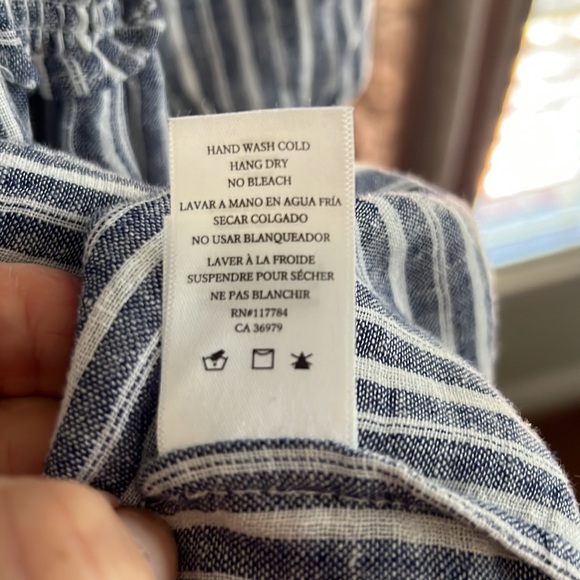 HAND WASH COLD
HANG DRY
NO BLEACH
LAVAR A MANO EN AGUA FRÍA
SECAR COLGADO
NO USAR BLANQUEADOR
LAVER À LA FROIDE
SUSPENDRE POUR SÉCHER
NE PAS BLANCHIR
RN#117784
CA 36979